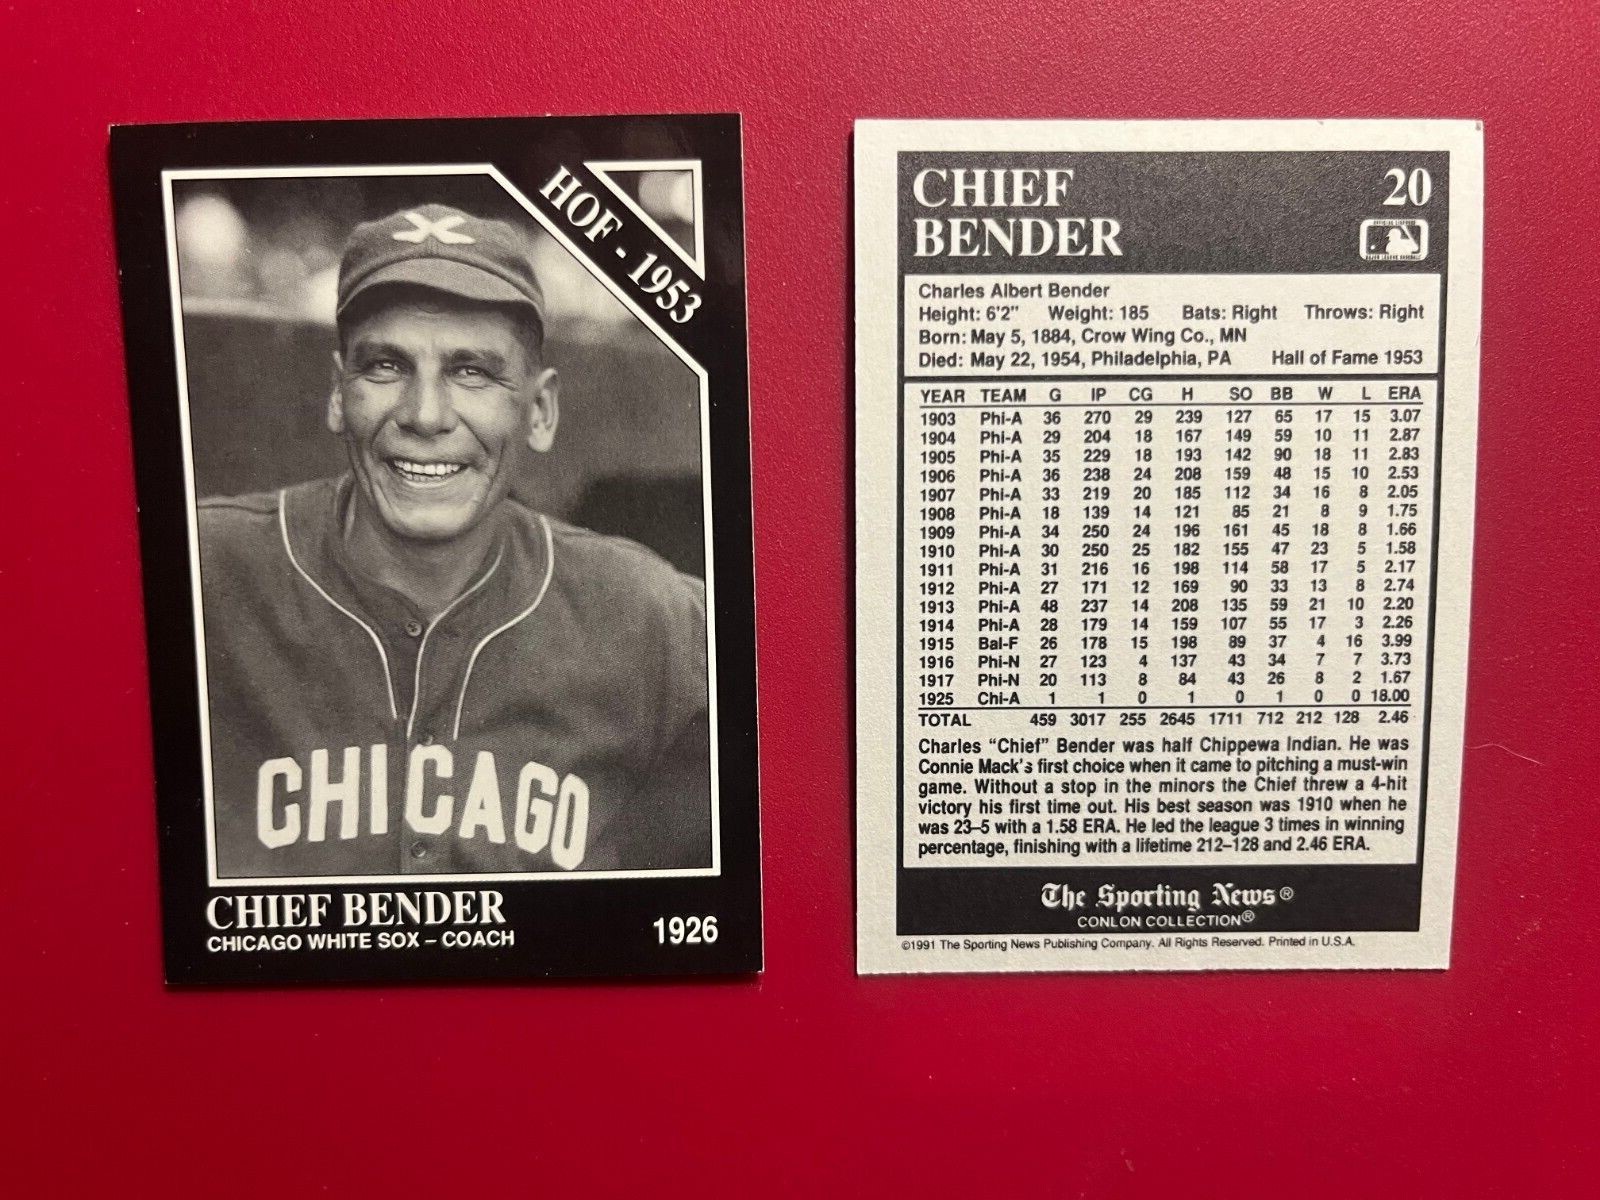 HOF - 1953
CHICAGO
CHIEF BENDER
CHICAGO WHITE SOX – COACH
1926
CHIEF
BENDER
20
Charles Albert Bender
Height: 6'2" Weight: 185 Bats: Right Throws: Right
Born: May 5, 1884, Crow Wing Co., MN
Died: May 22, 1954, Philadelphia, PA Hall of Fame 1953
YEAR TEAM G IP CG H SO BB W L ERA
1903 Phi-A 36 270 29 239 127 65 17 15 3.07
1904 Phi-A 29 204 18 167 149 59 10 11 2.87
1905 Phi-A 35 229 18 193 142 90 18 11 2.83
1906 Phi-A 36 238 24 208 159 48 15 10 2.53
1907 Phi-A 33 219 20 185 112 34 16 8 2.05
1908 Phi-A 18 139 14 121 85 21 8 9 1.75
1909 Phi-A 34 250 24 196 161 45 18 8 1.66
1910 Phi-A 30 250 25 182 155 47 23 5 1.58
1911 Phi-A 31 216 16 198 114 58 17 5 2.17
1912 Phi-A 27 171 12 169 90 33 13 8 2.74
1913 Phi-A 48 237 14 208 135 59 21 10 2.20
1914 Phi-A 28 179 14 159 107 55 17 3 2.26
1915 Bal-F 26 178 15 198 89 37 4 16 3.99
1916 Phi-N 27 123 4 137 43 34 7 7 3.73
1917 Phi-N 20 113 8 84 43 26 8 2 1.67
1925 Chi-A 1 1 0 1 0 1 0 0 18.00
TOTAL 459 3017 255 2645 1711 712 212 128 2.46
Charles "Chief" Bender was half Chippewa Indian. He was
Connie Mack's first choice when it came to pitching a must-win
game. Without a stop in the minors the Chief threw a 4-hit
victory his first time out. His best season was 1910 when he
was 23–5 with a 1.58 ERA. He led the league 3 times in winning
percentage, finishing with a lifetime 212–128 and 2.46 ERA.
The Sporting News®
CONLON COLLECTION®
©1991 The Sporting News Publishing Company. All Rights Reserved. Printed in U.S.A.